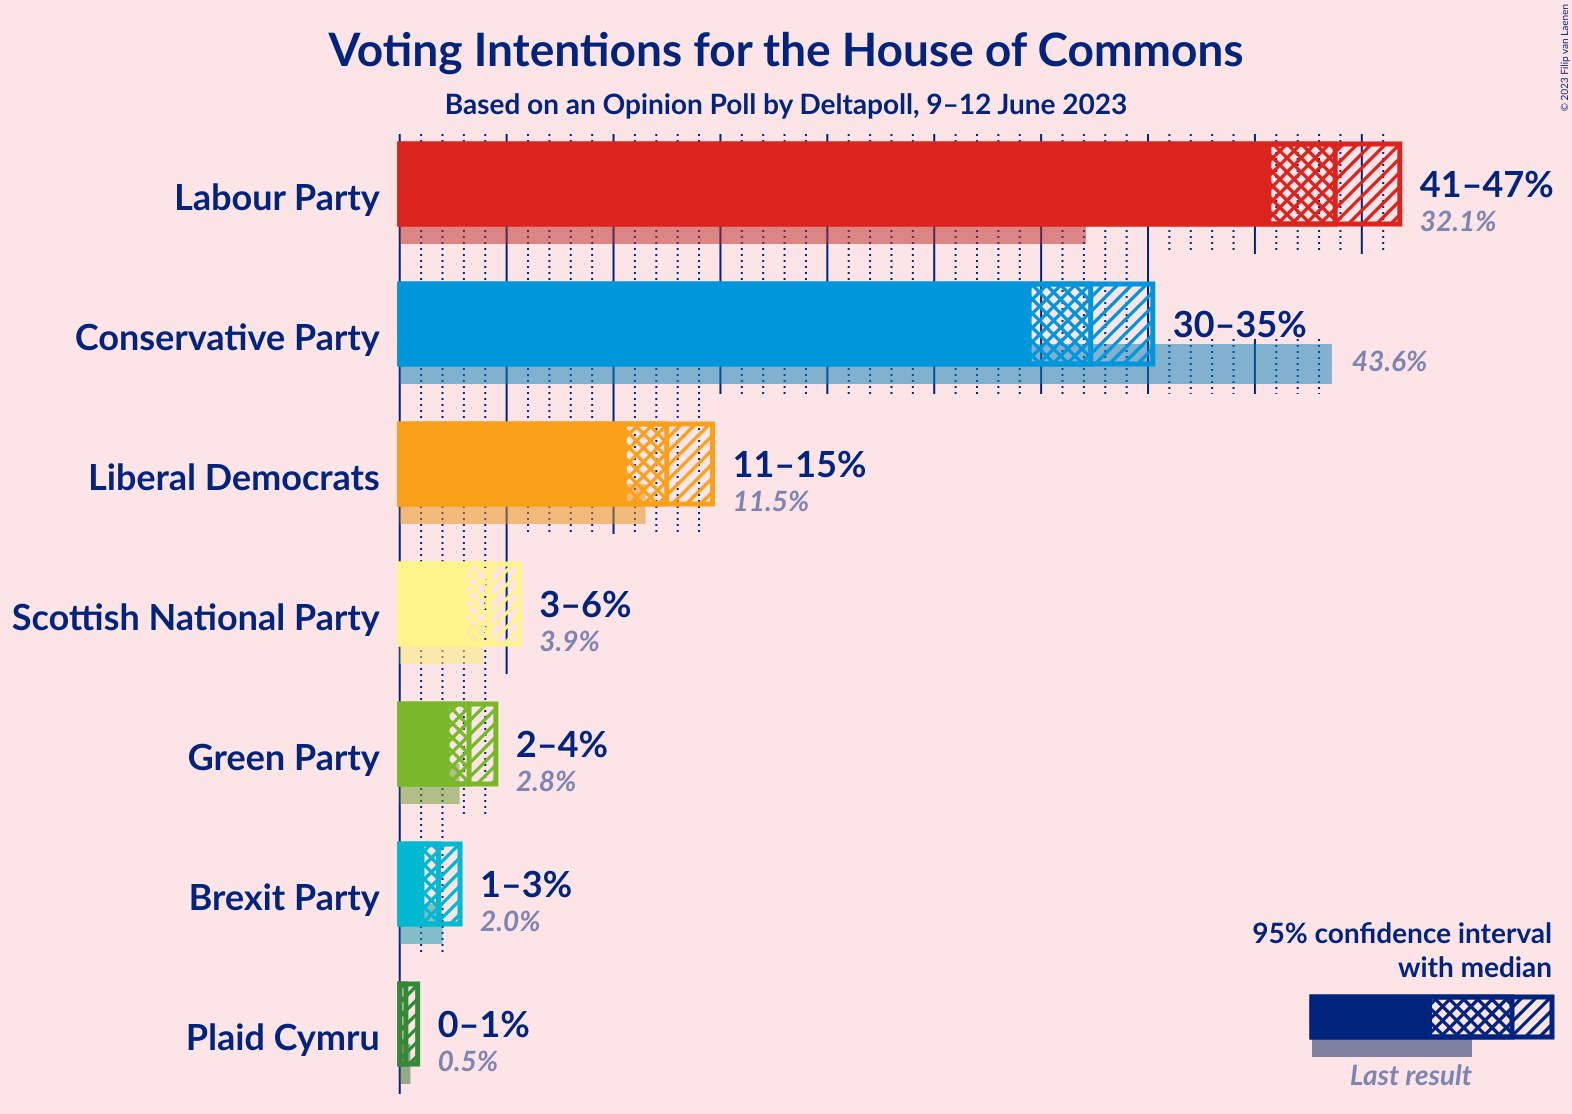 Voting Intentions for the House of Commons
Based on an Opinion Poll by Deltapoll, 9–12 June 2023
© 2023 Filip van Laenen
Labour Party
41–47%
32.1%
Conservative Party
30–35%
43.6%
Liberal Democrats
11–15%
11.5%
Scottish National Party
3–6%
3.9%
Green Party
2–4%
2.8%
Brexit Party
1–3%
2.0%
Plaid Cymru
0–1%
0.5%
95% confidence interval
with median
Last result